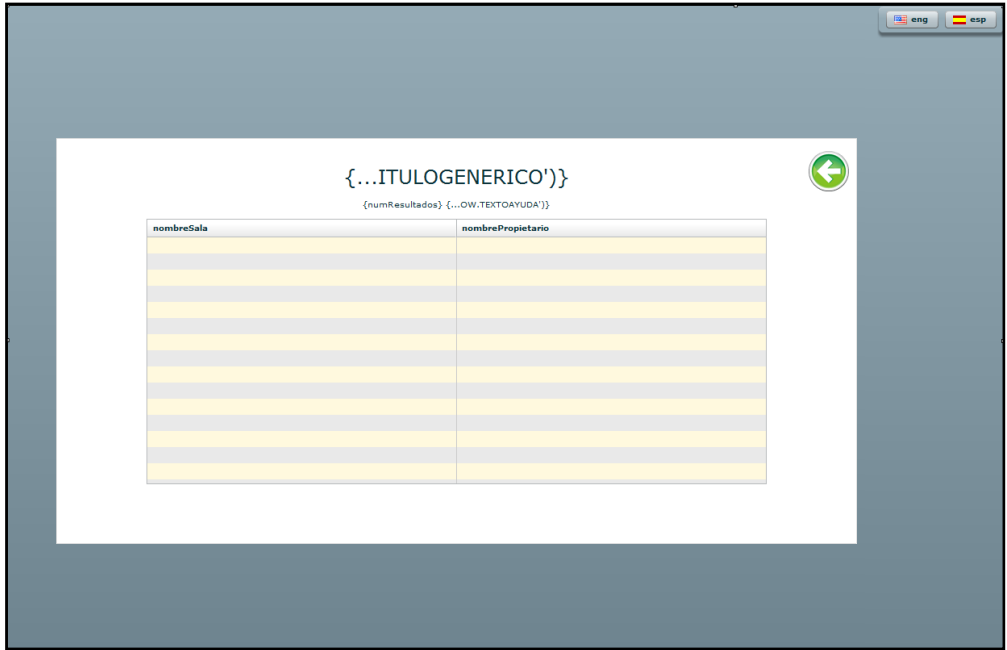 eng esp
{...ITULOGENERICO')}
{numResultados} {...OW.TEXTOAYUDA')}
nombreSala nombrePropietario